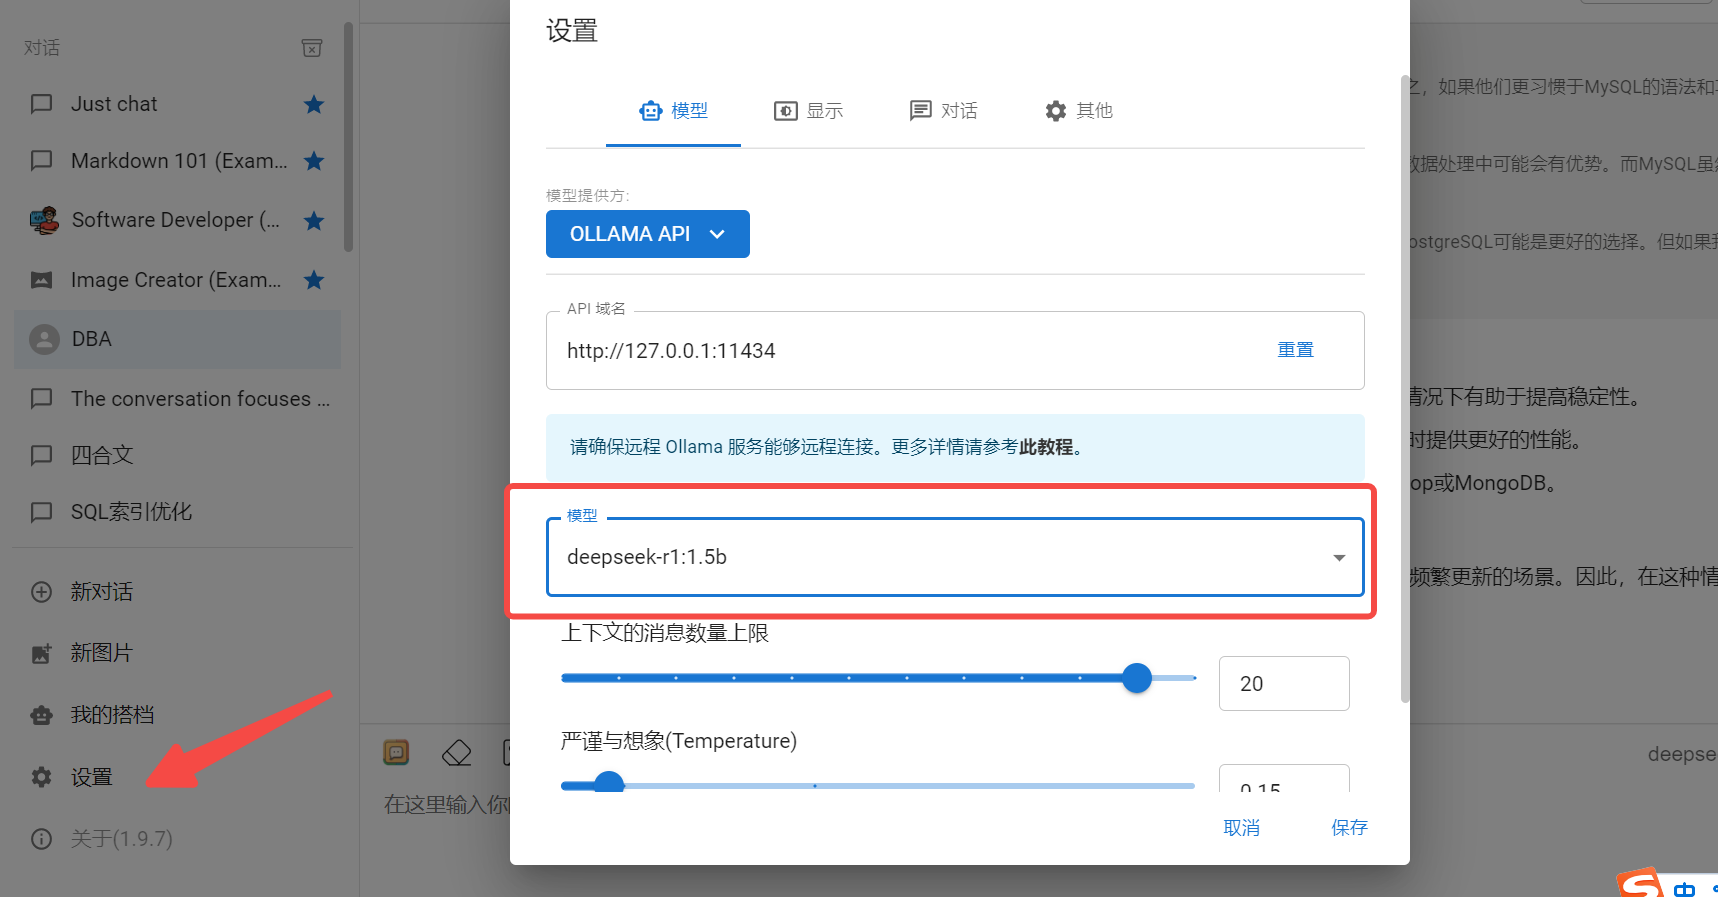 对话
Just chat
Markdown 101 (Exam...
Software Developer (...
Image Creator (Exam...
DBA
The conversation focuses ...
四合文
SQL索引优化
新对话
新图片
我的搭档
设置
关于(1.9.7)
设置
模型
显示
对话
其他
模型提供方:
OLLAMA API
API 域名
http://127.0.0.1:11434
重置
请确保远程 Ollama 服务能够远程连接。更多详情请参考此教程。
模型
deepseek-r1:1.5b
上下文的消息数量上限
20
严谨与想象(Temperature)
0.15
取消
保存
，如果他们更习惯于MySQL的语法和
数据处理中可能会有优势。而MySQL虽然
ostgreSQL可能是更好的选择。但如果
情况下有助于提高稳定性。
时提供更好的性能。
op或MongoDB。
频繁更新的场景。因此，在这种情
deepse
在这里输入你
中